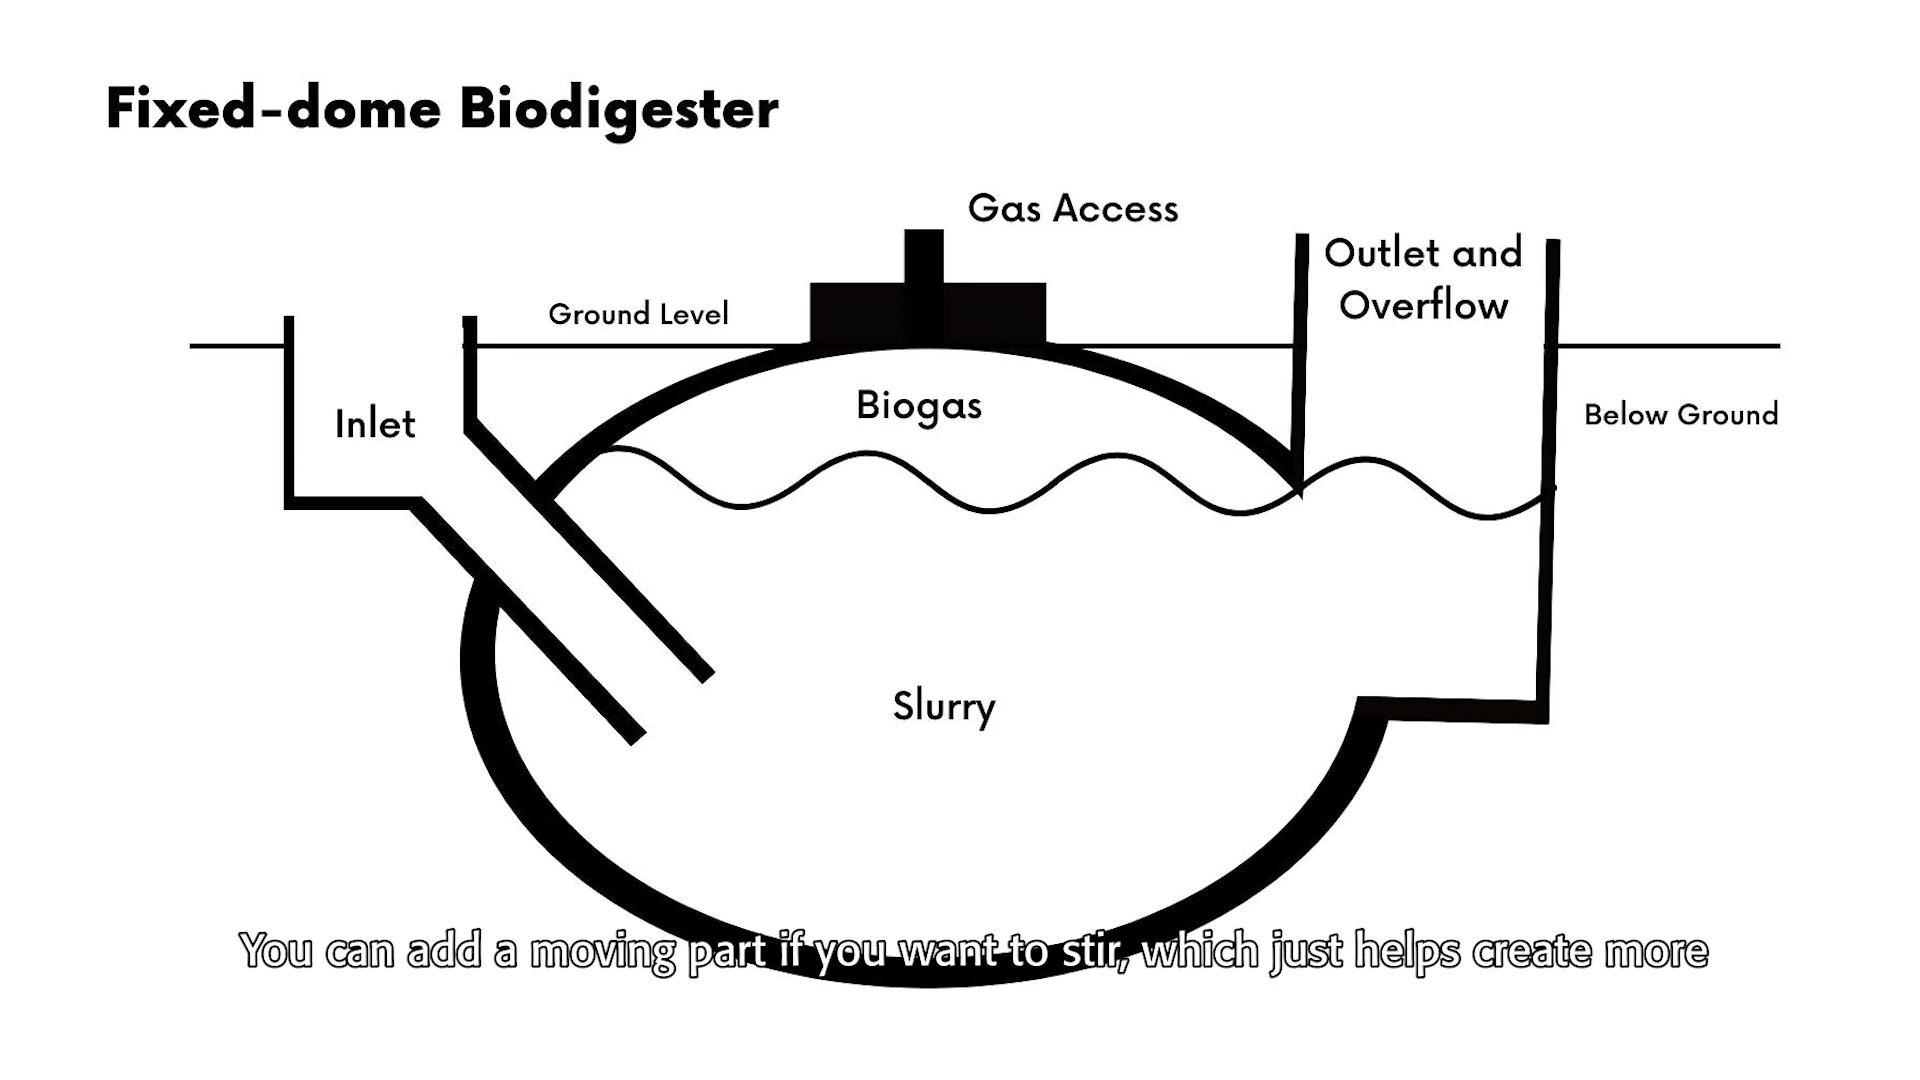 Fixed-dome Biodigester
Gas Access
Outlet and
Overflow
Ground Level
Biogas
Inlet
Below Ground
Slurry
You can add a moving part if you want to stir, which just helps create more